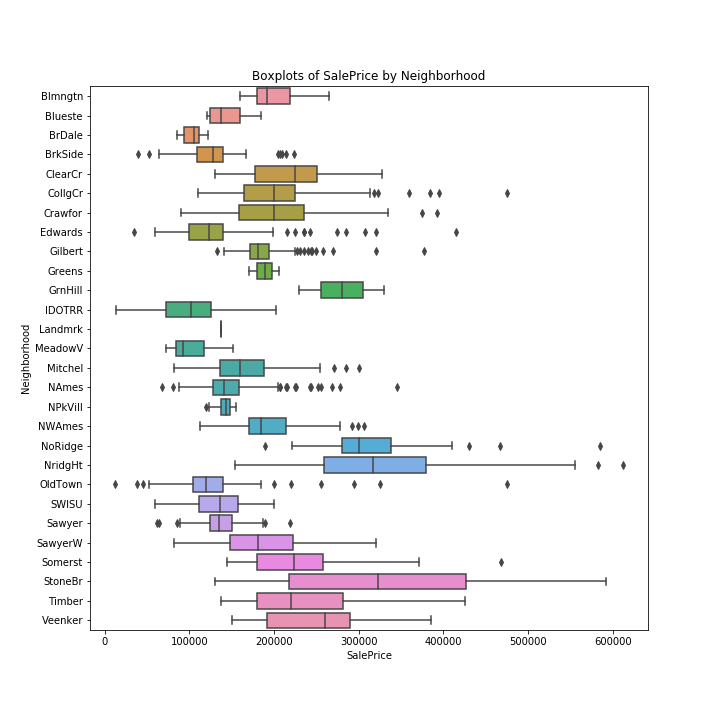 Boxplots of SalePrice by Neighborhood
Neighborhood
Blmngtn
Blueste
BrDale
BrkSide
ClearCr
CollgCr
Crawfor
Edwards
Gilbert
Greens
GrnHill
IDOTRR
Landmrk
MeadowV
Mitchel
NAmes
NPkVill
NWAmes
NoRidge
NridgHt
OldTown
SWISU
Sawyer
SawyerW
Somerst
StoneBr
Timber
Veenker
0 100000 200000 300000 400000 500000 600000
SalePrice